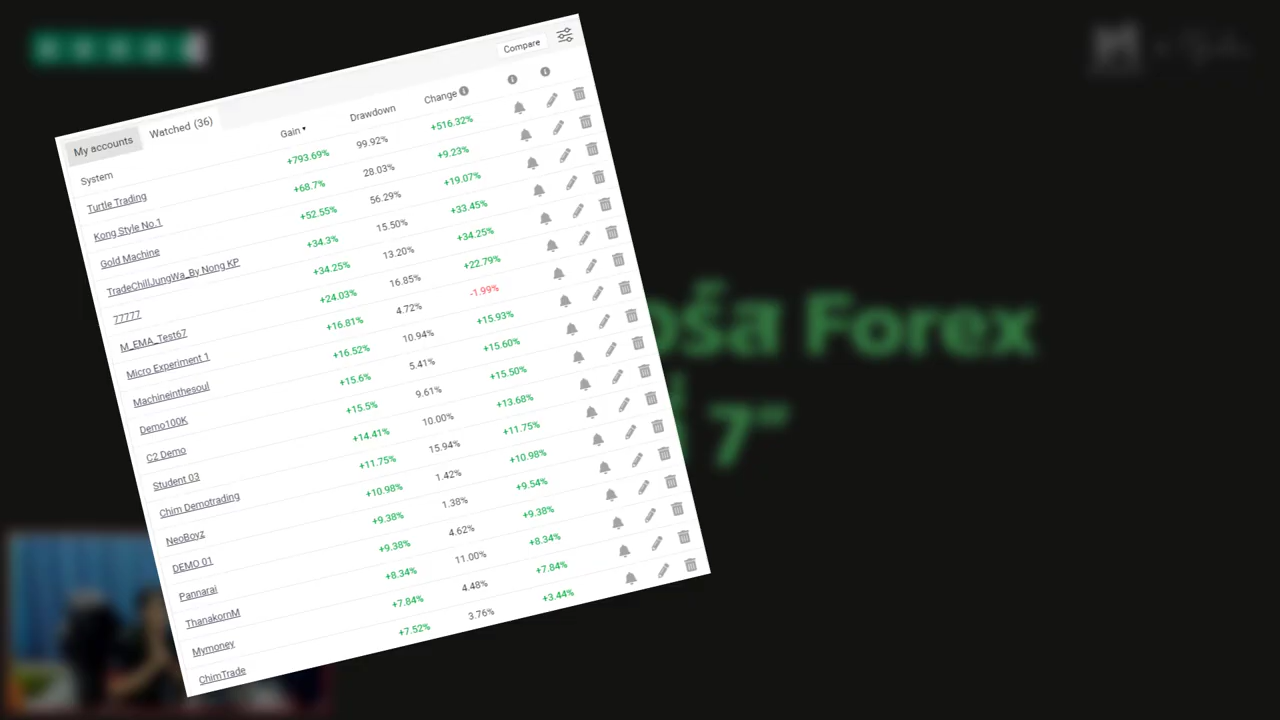 Compare
My accounts Watched (36)
System Gain Drawdown Change
Turtle Trading +793.69% 99.92% +516.32%
Kong Style No.1 +68.7% 28.03% +9.23%
Gold Machine +52.55% 56.29% +19.07%
TradeChillJungWa_By Nong KP +34.3% 15.50% +33.45%
77777 +34.25% 13.20% +34.25%
M_EMA_Test67 +24.03% 16.85% +22.79%
Micro Experiment 1 +16.81% 4.72% -1.99%
Machineinthesoul +16.52% 10.94% +15.93%
Demo100K +15.6% 5.41% +15.60%
C2 Demo +15.5% 9.61% +15.50%
Student 03 +14.41% 10.00% +13.68%
Chim Demotrading +11.75% 15.94% +11.75%
NeoBoyz +10.98% 1.42% +10.98%
DEMO 01 +9.38% 1.38% +9.54%
Pannarai +9.38% 4.62% +9.38%
ThanakornM +8.34% 11.00% +8.34%
Mymoney +7.84% 4.48% +7.84%
ChimTrade +7.52% 3.76% +3.44%
Forex
7”